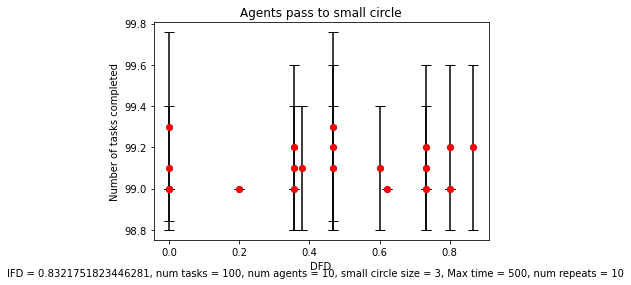 Agents pass to small circle
Number of tasks completed
99.8
99.6
99.4
99.2
99.0
98.8
0.0 0.2 0.4 0.6 0.8
DFD
IFD = 0.8321751823446281, num tasks = 100, num agents = 10, small circle size = 3, Max time = 500, num repeats = 10